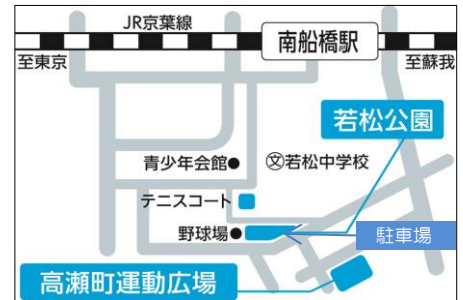 JR京葉線
南船橋駅
至東京
至蘇我
若松公園
青少年会館●
㊛若松中学校
テニスコート
野球場●
駐車場
高瀬町運動広場